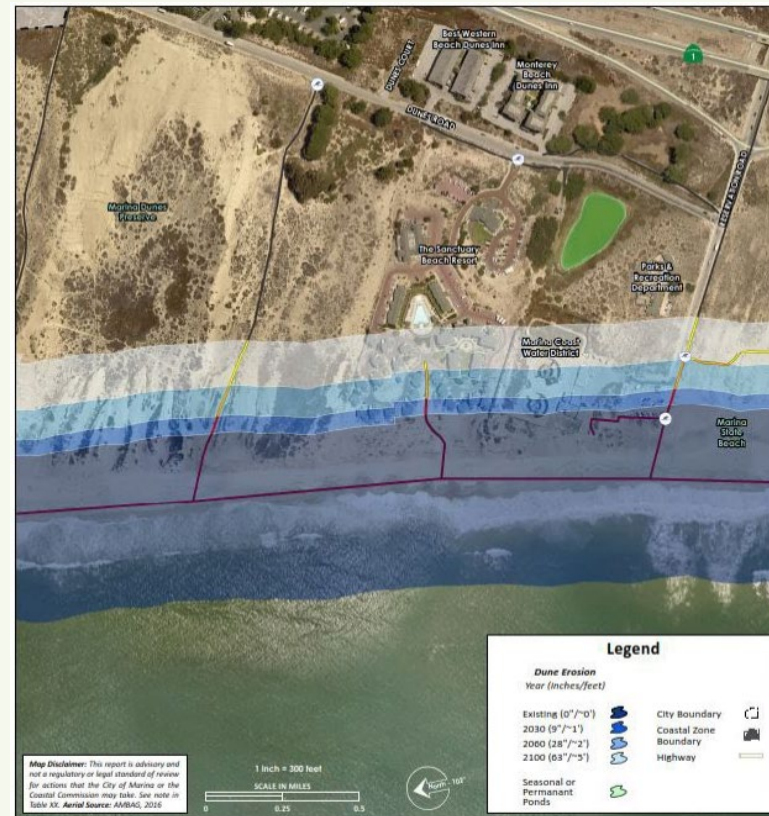 Best Western
Beach Dunes Inn
1
DUNES COURT
Monterey
Beach
Dunes Inn
DUNES ROAD
RESERVATION ROAD
Marina Dunes
Preserve
The Sanctuary
Beach Resort
Parks &
Recreation
Department
Marina Coast
Water District
Marina
State
Beach
Legend
Dune Erosion
Year (inches/feet)
Existing (0"/~0')
2030 (9"/~1')
2060 (28"/~2')
2100 (63"/~5')
Seasonal or
Permanant
Ponds
City Boundary
Coastal Zone
Boundary
Highway
Map Disclaimer: This report is advisory and
not a regulatory or legal standard of review
for actions that the City of Marina or the
Coastal Commission may take. See note in
Table XX. Aerial Source: AMBAG, 2016
1 Inch = 300 feet
SCALE IN MILES
0 0.25 0.5
North - 102°